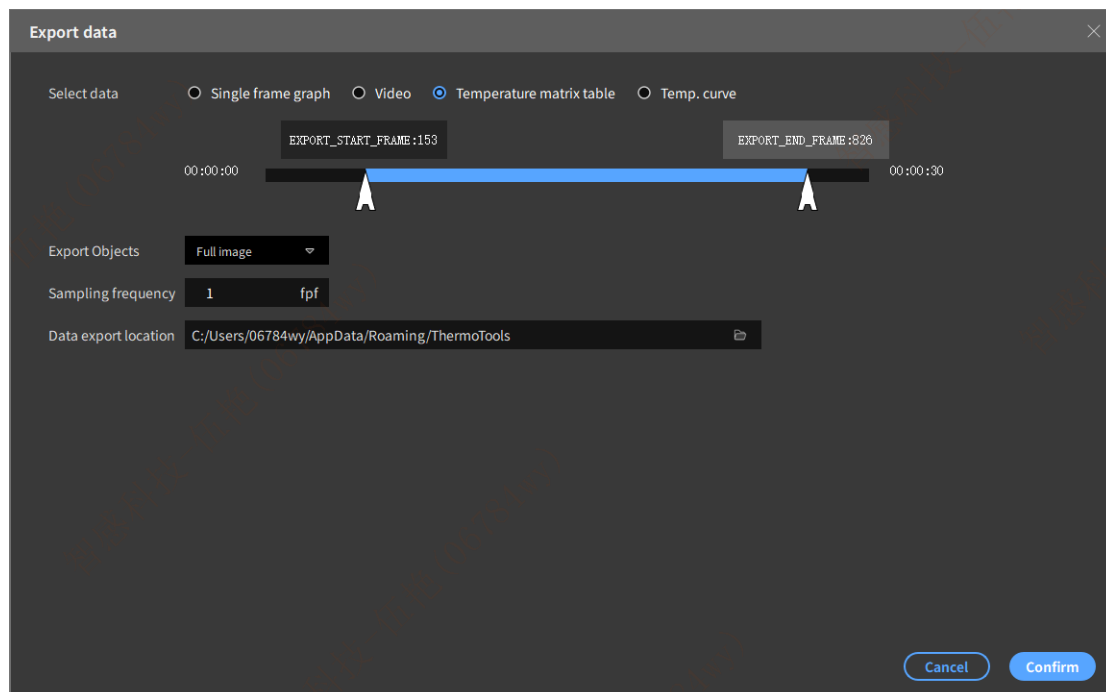 Export data
Select data Single frame graph Video Temperature matrix table Temp. curve
EXPORT_START_FRAME:153 EXPORT_END_FRAME:826
00:00:00 00:00:30
Export Objects Full image
Sampling frequency 1 fpf
Data export location C:/Users/06784wy/AppData/Roaming/ThermoTools
Cancel Confirm